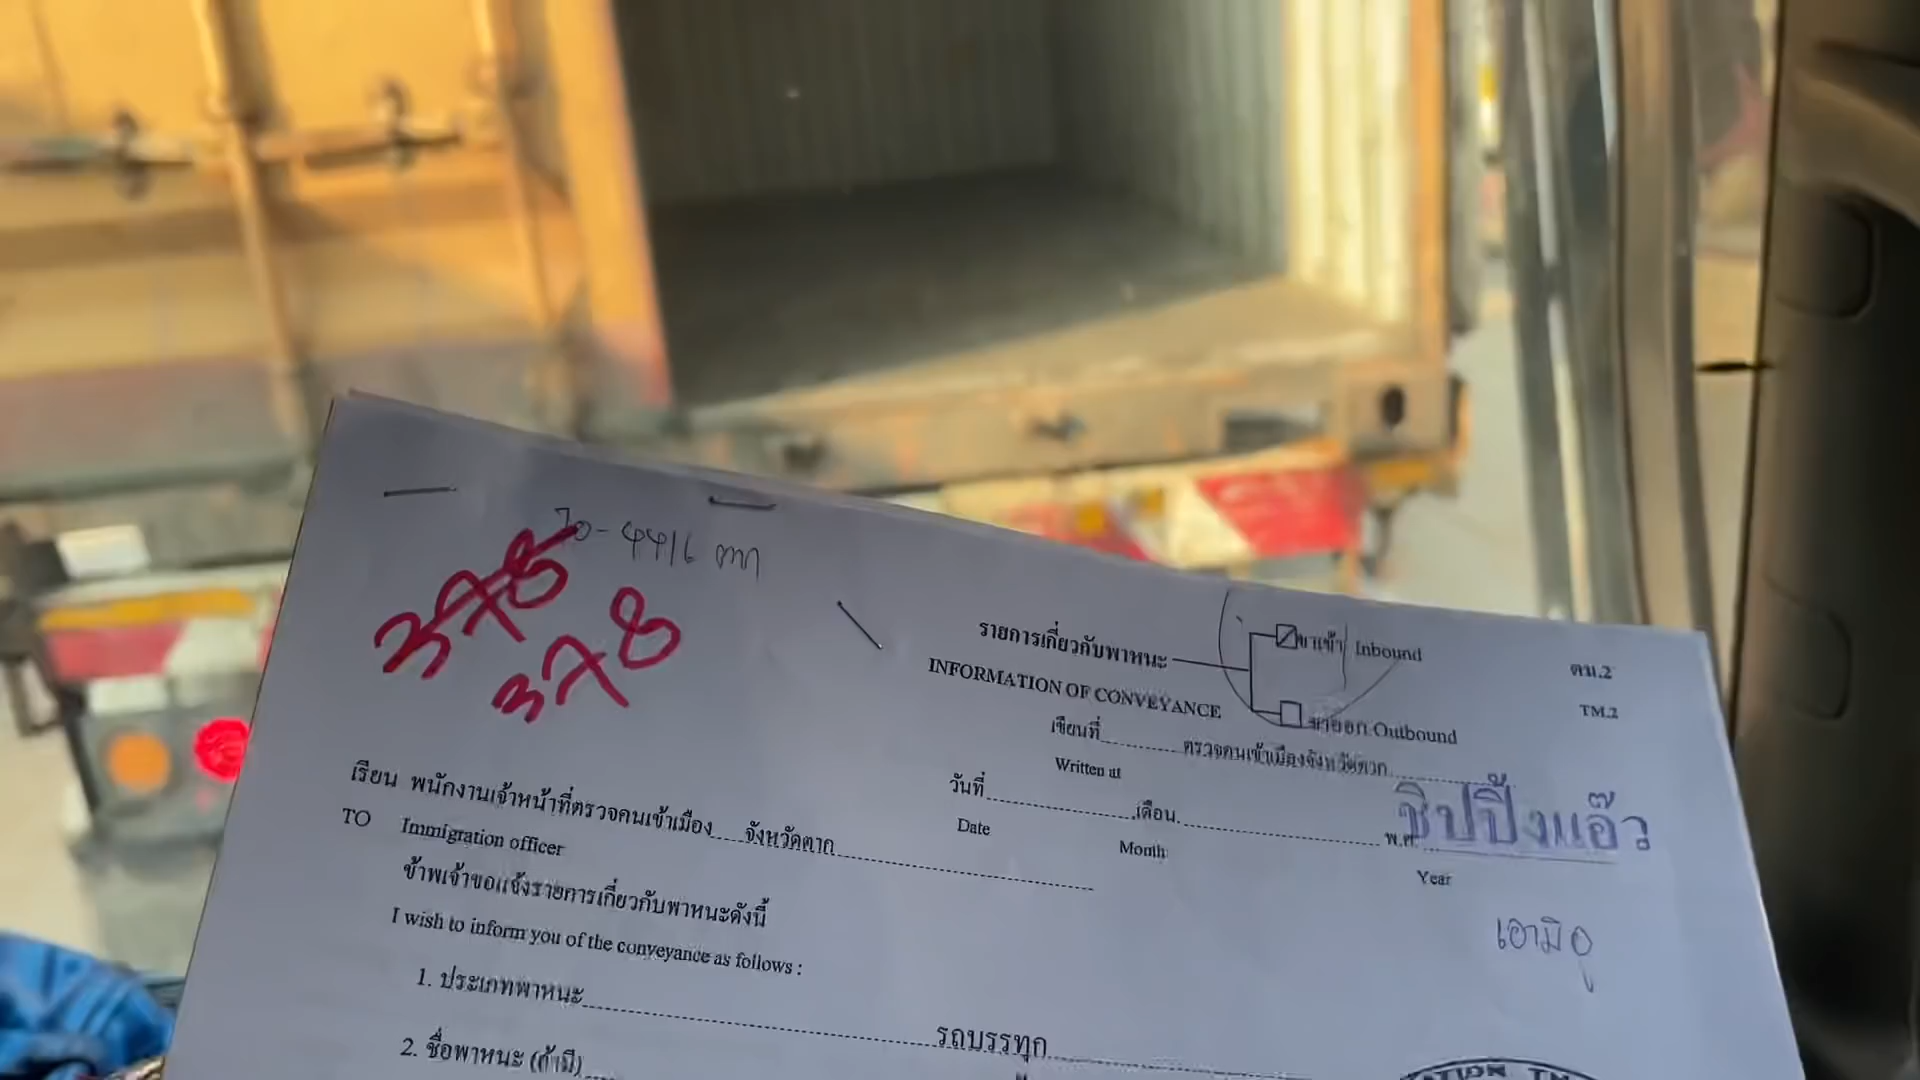 70-4416 ตาก
378
378
รายการเกี่ยวกับพาหนะ
INFORMATION OF CONVEYANCE
ขาเข้า Inbound
ขาออก Outbound
ตม.2
TM.2
เขียนที่ ตรวจคนเข้าเมืองจังหวัดตาก
Written at
วันที่ เดือน พ.ศ.
Date Month Year
ชิปปิ้งแอ๊ว
เรียน พนักงานเจ้าหน้าที่ตรวจคนเข้าเมือง จังหวัดตาก
TO Immigration officer
ข้าพเจ้าขอแจ้งรายการเกี่ยวกับพาหนะดังนี้
I wish to inform you of the conveyance as follows :
1. ประเภทพาหนะ รถบรรทุก
2. ชื่อพาหนะ (ถ้ามี)